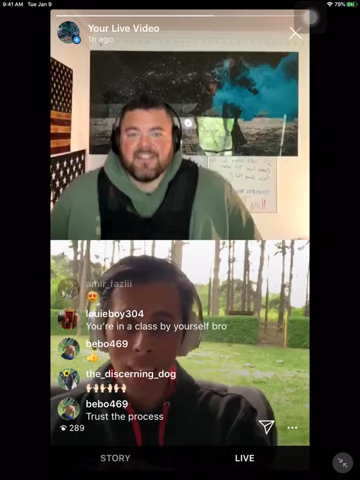 9:41 AM Tue Jan 9
79%
Your Live Video
1h ago
amir_fazlii
louieboy304
You're in a class by yourself bro
bebo469
the_discerning_dog
bebo469
Trust the process
289
STORY
LIVE